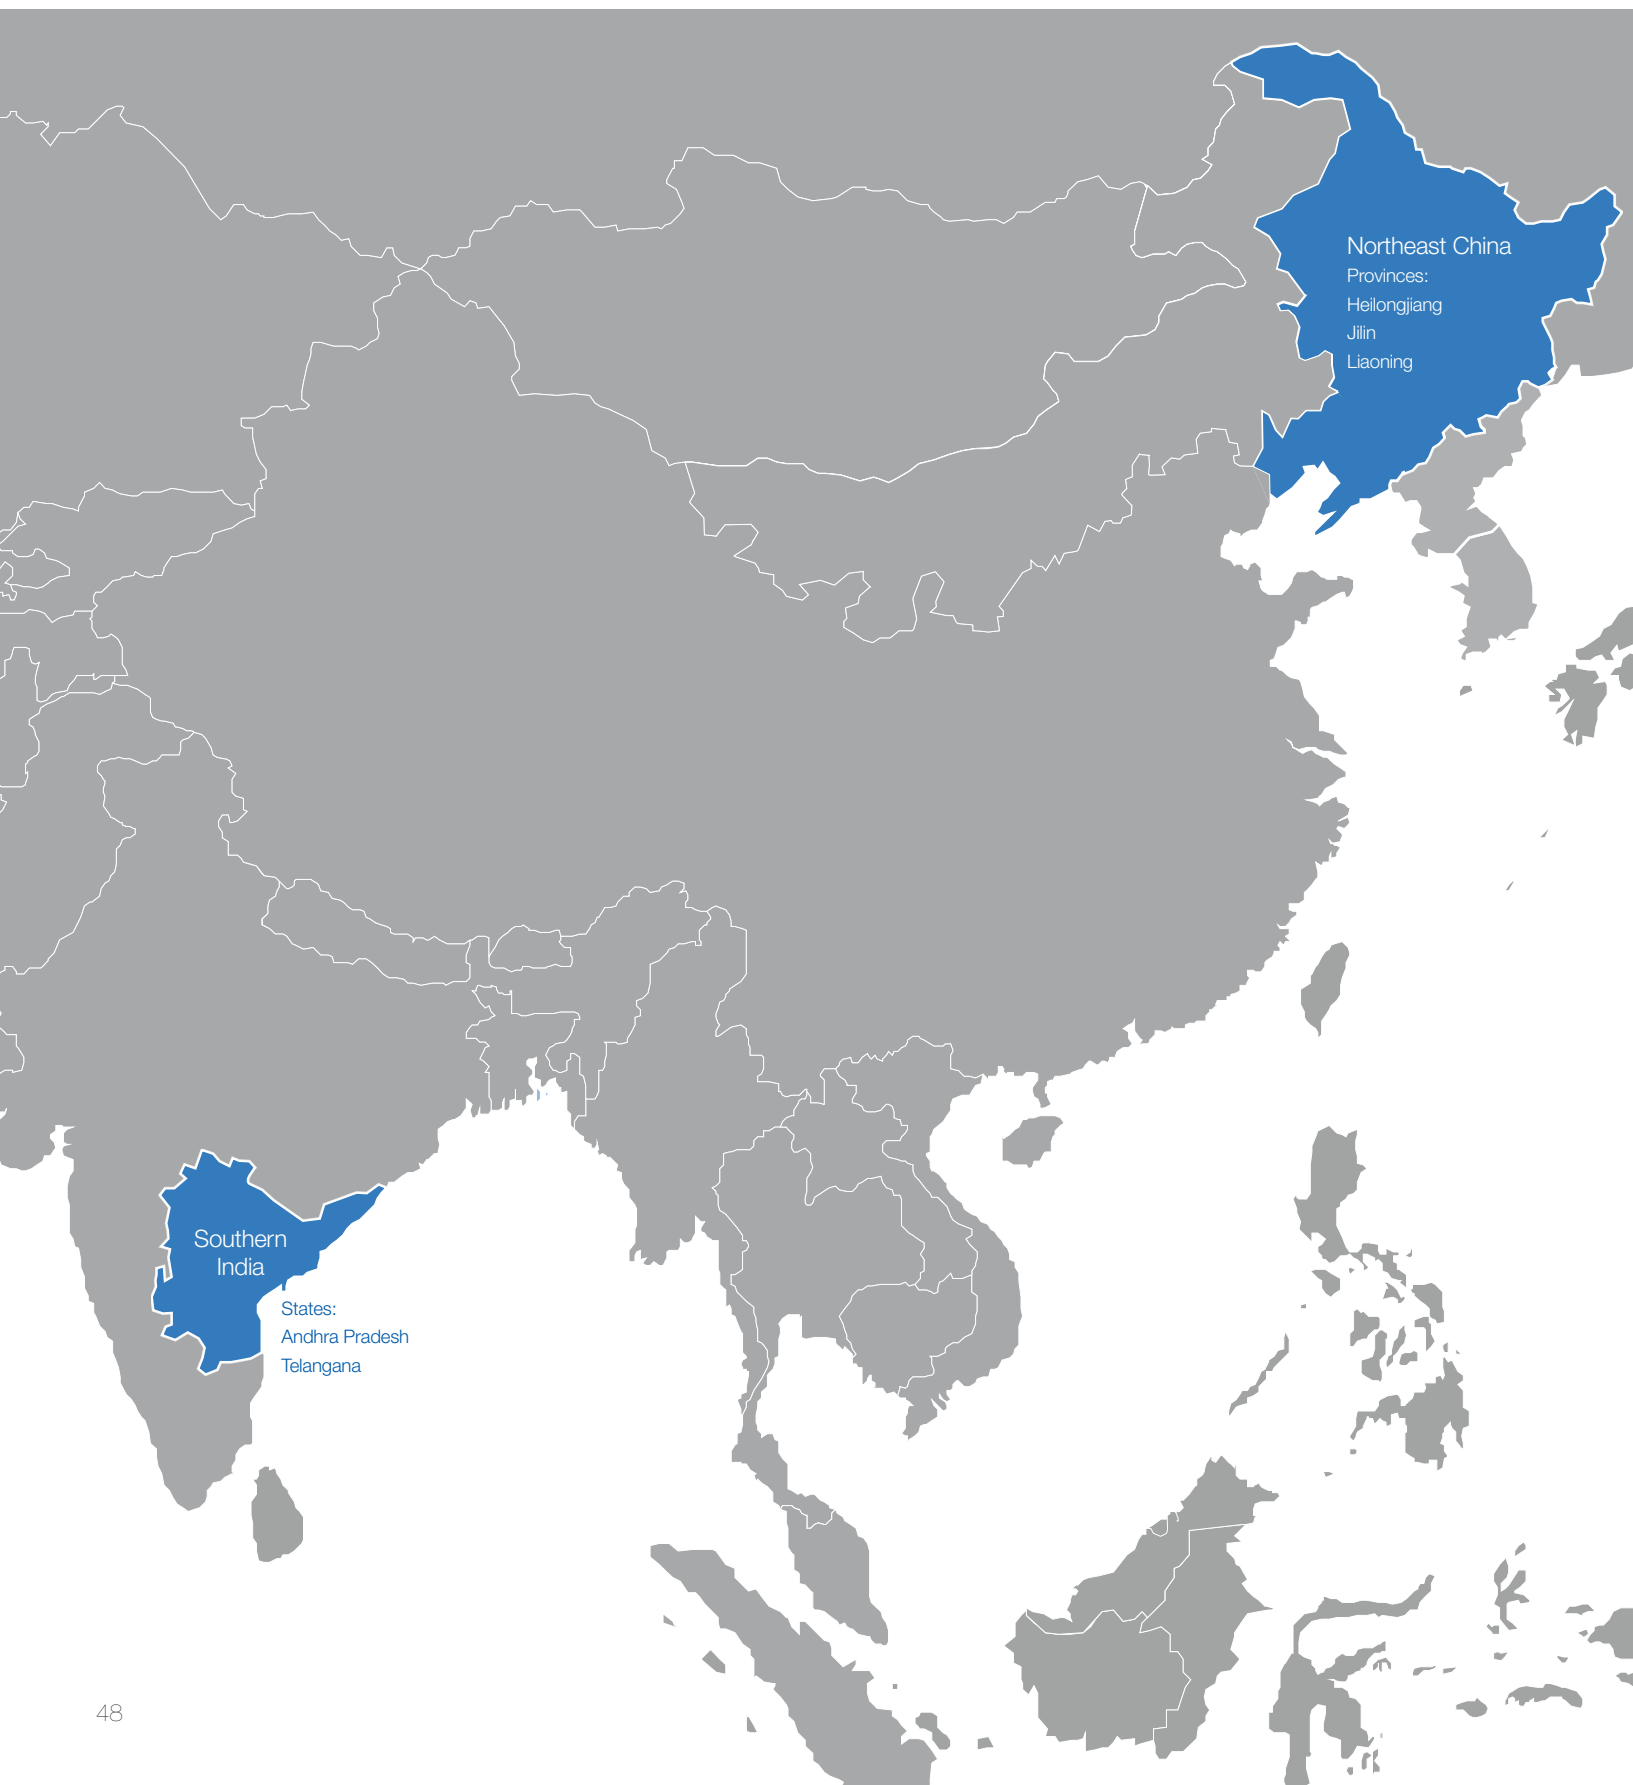 Northeast China
Provinces:
Heilongjiang
Jilin
Liaoning
Southern
India
States:
Andhra Pradesh
Telangana
48